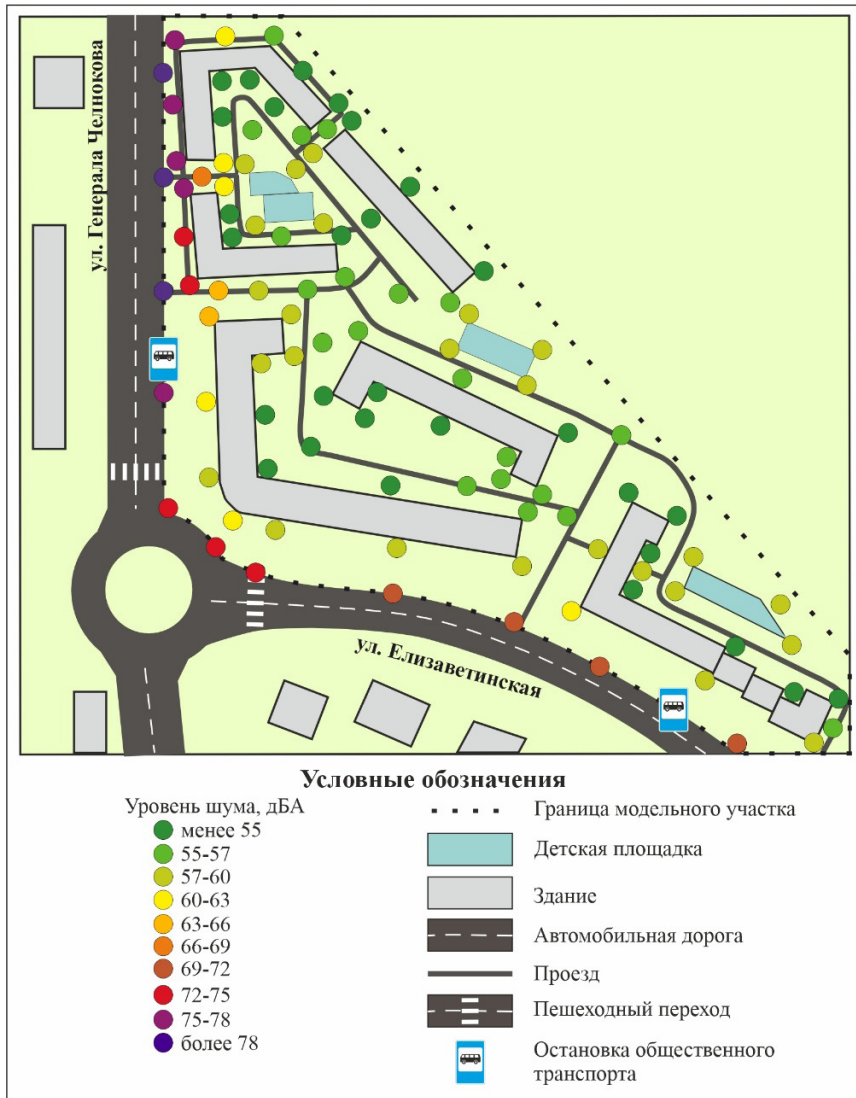 ул. Генерала Челнокова
ул. Елизаветинская
Условные обозначения
Уровень шума, дБА
менее 55
55-57
57-60
60-63
63-66
66-69
69-72
72-75
75-78
более 78
Граница модельного участка
Детская площадка
Здание
Автомобильная дорога
Проезд
Пешеходный переход
Остановка общественного
транспорта